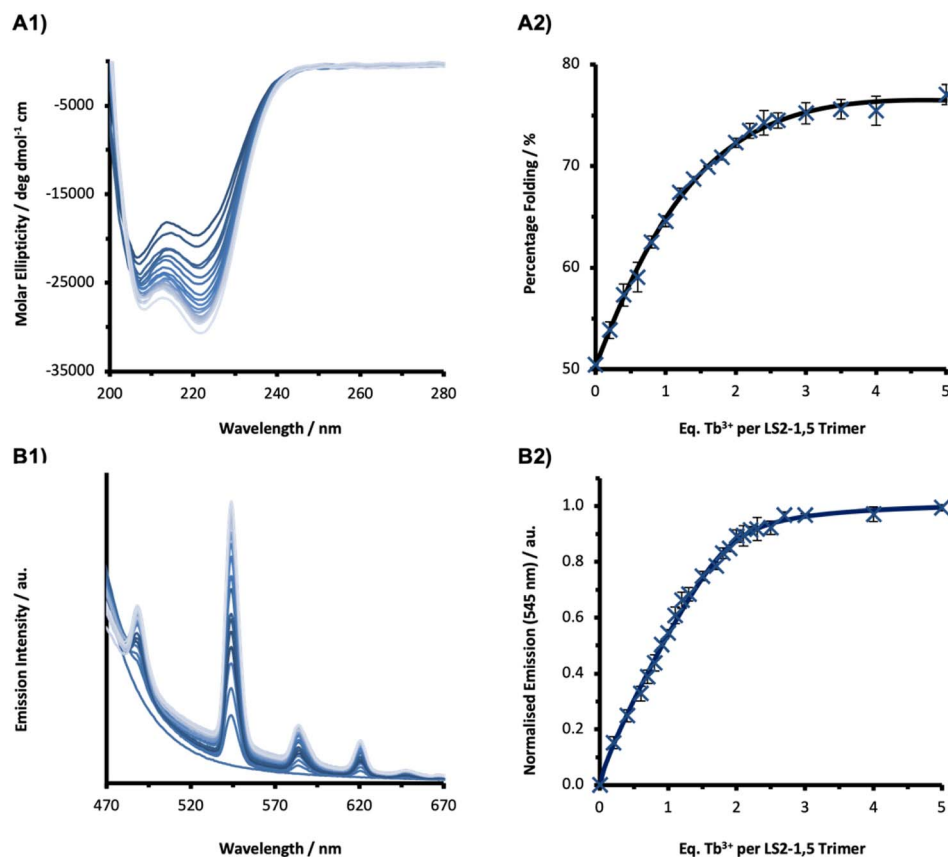 A1)
Molar Ellipticity / deg dmol⁻¹ cm
-5000
-15000
-25000
-35000
200 220 240 260 280
Wavelength / nm
A2)
Percentage Folding / %
80
70
60
50
0 1 2 3 4 5
Eq. Tb³⁺ per LS2-1,5 Trimer
B1)
Emission Intensity / au.
470 520 570 620 670
Wavelength / nm
B2)
Normalised Emission (545 nm) / au.
1.0
0.8
0.6
0.4
0.2
0.0
0 1 2 3 4 5
Eq. Tb³⁺ per LS2-1,5 Trimer